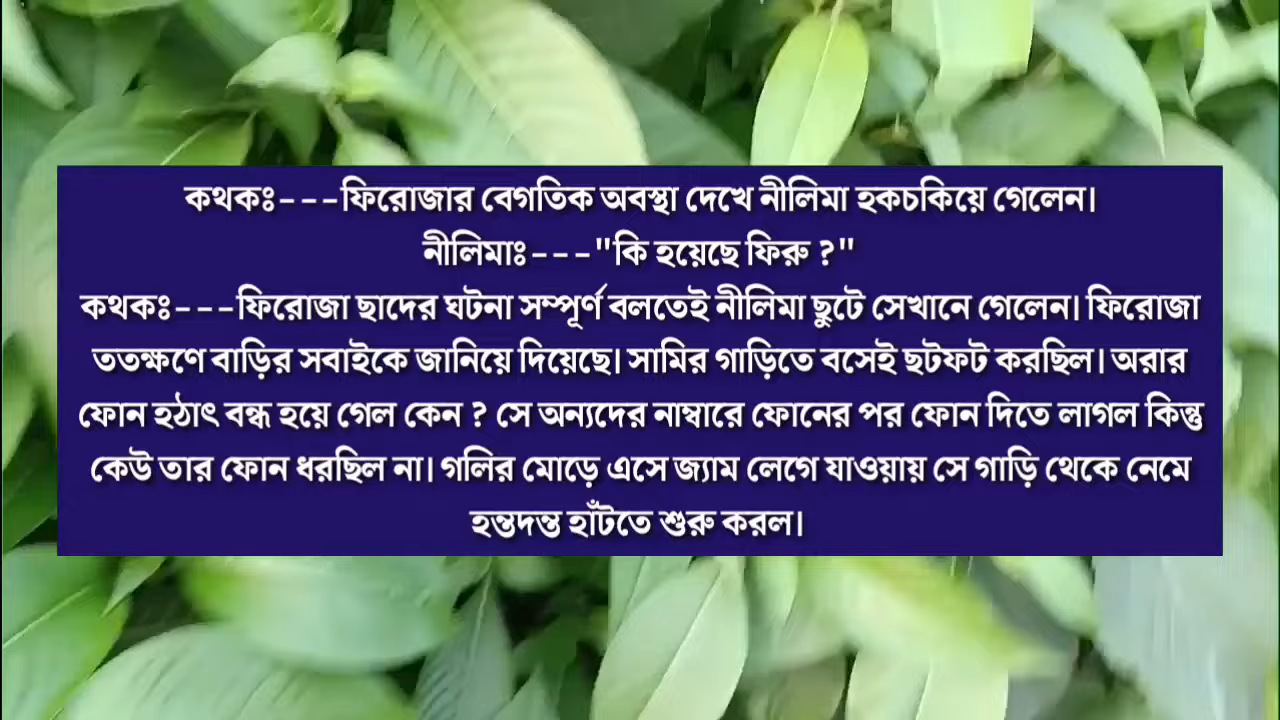 কথকঃ---ফিরোজার বেগতিক অবস্থা দেখে নীলিমা হকচকিয়ে গেলেন।
নীলিমাঃ---"কি হয়েছে ফিরু ?"
কথকঃ---ফিরোজা ছাদের ঘটনা সম্পূর্ণ বলতেই নীলিমা ছুটে সেখানে গেলেন। ফিরোজা
ততক্ষণে বাড়ির সবাইকে জানিয়ে দিয়েছে। সামির গাড়িতে বসেই ছটফট করছিল। অরার
ফোন হঠাৎ বন্ধ হয়ে গেল কেন ? সে অন্যদের নাম্বারে ফোনের পর ফোন দিতে লাগল কিন্তু
কেউ তার ফোন ধরছিল না। গলির মোড়ে এসে জ্যাম লেগে যাওয়ায় সে গাড়ি থেকে নেমে
হন্তদন্ত হাঁটতে শুরু করল।